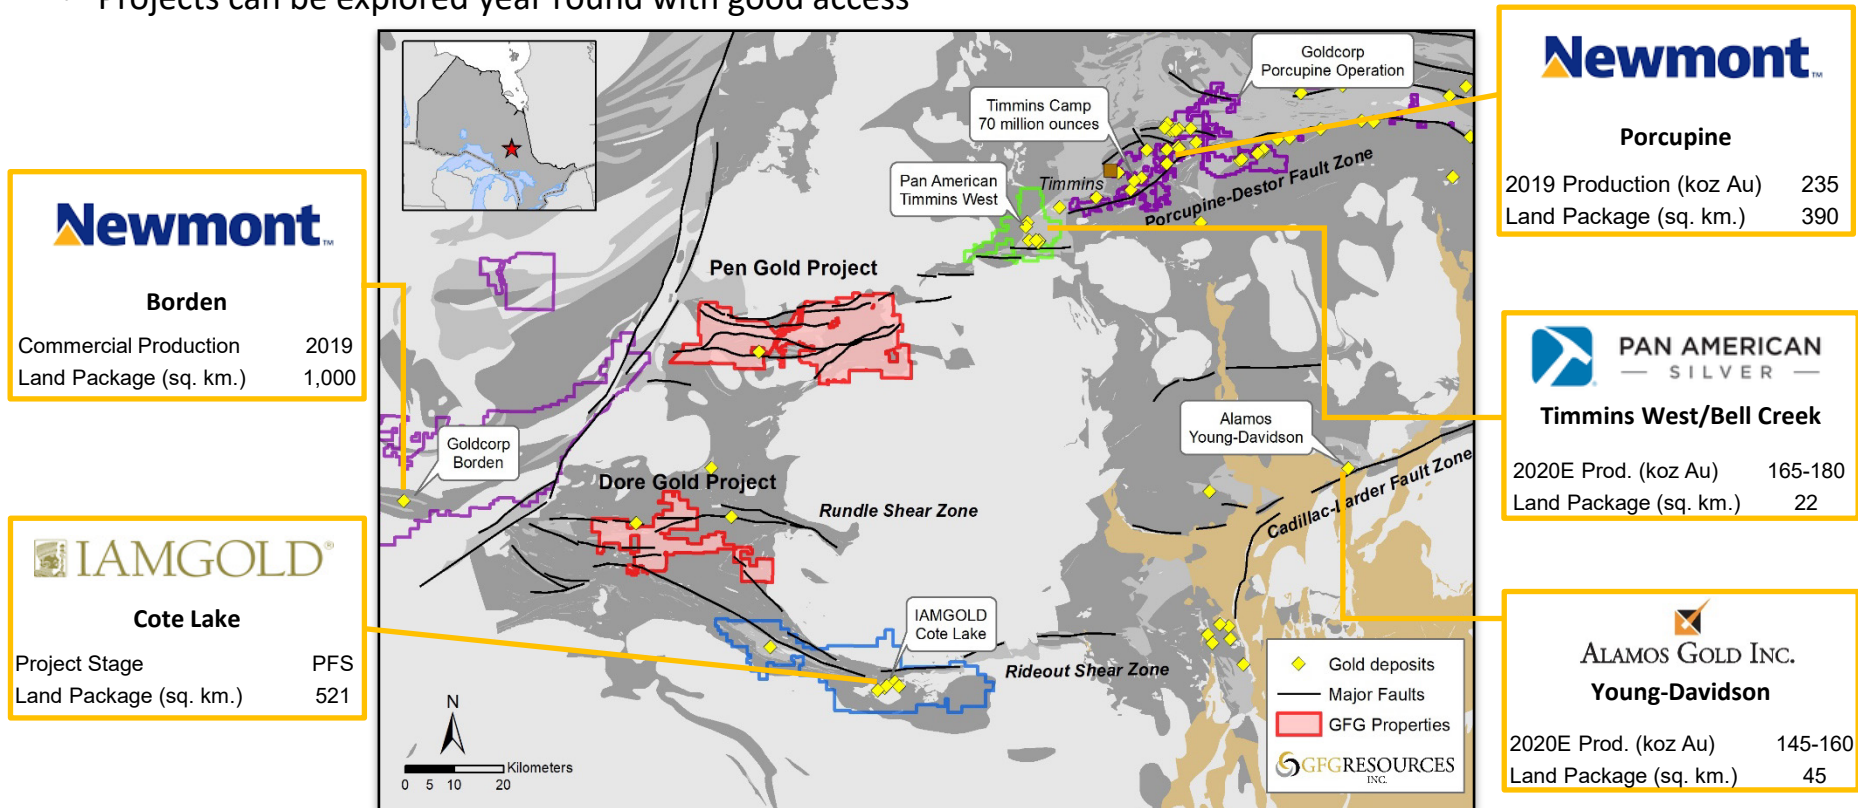 • Projects can be explored year round with good access
Newmont™
Borden
Commercial Production 2019
Land Package (sq. km.) 1,000
IAMGOLD®
Cote Lake
Project Stage PFS
Land Package (sq. km.) 521
Goldcorp
Porcupine Operation
Timmins Camp
70 million ounces
Pan American
Timmins West
Timmins
Porcupine-Destor Fault Zone
Pen Gold Project
Goldcorp
Borden
Alamos
Young-Davidson
Cadillac-Larder Fault Zone
Dore Gold Project
Rundle Shear Zone
IAMGOLD
Cote Lake
Rideout Shear Zone
N
Kilometers
0 5 10 20
Gold deposits
Major Faults
GFG Properties
GFGRESOURCES
INC.
Newmont™
Porcupine
2019 Production (koz Au) 235
Land Package (sq. km.) 390
PAN AMERICAN
— SILVER —
Timmins West/Bell Creek
2020E Prod. (koz Au) 165-180
Land Package (sq. km.) 22
ALAMOS GOLD INC.
Young-Davidson
2020E Prod. (koz Au) 145-160
Land Package (sq. km.) 45